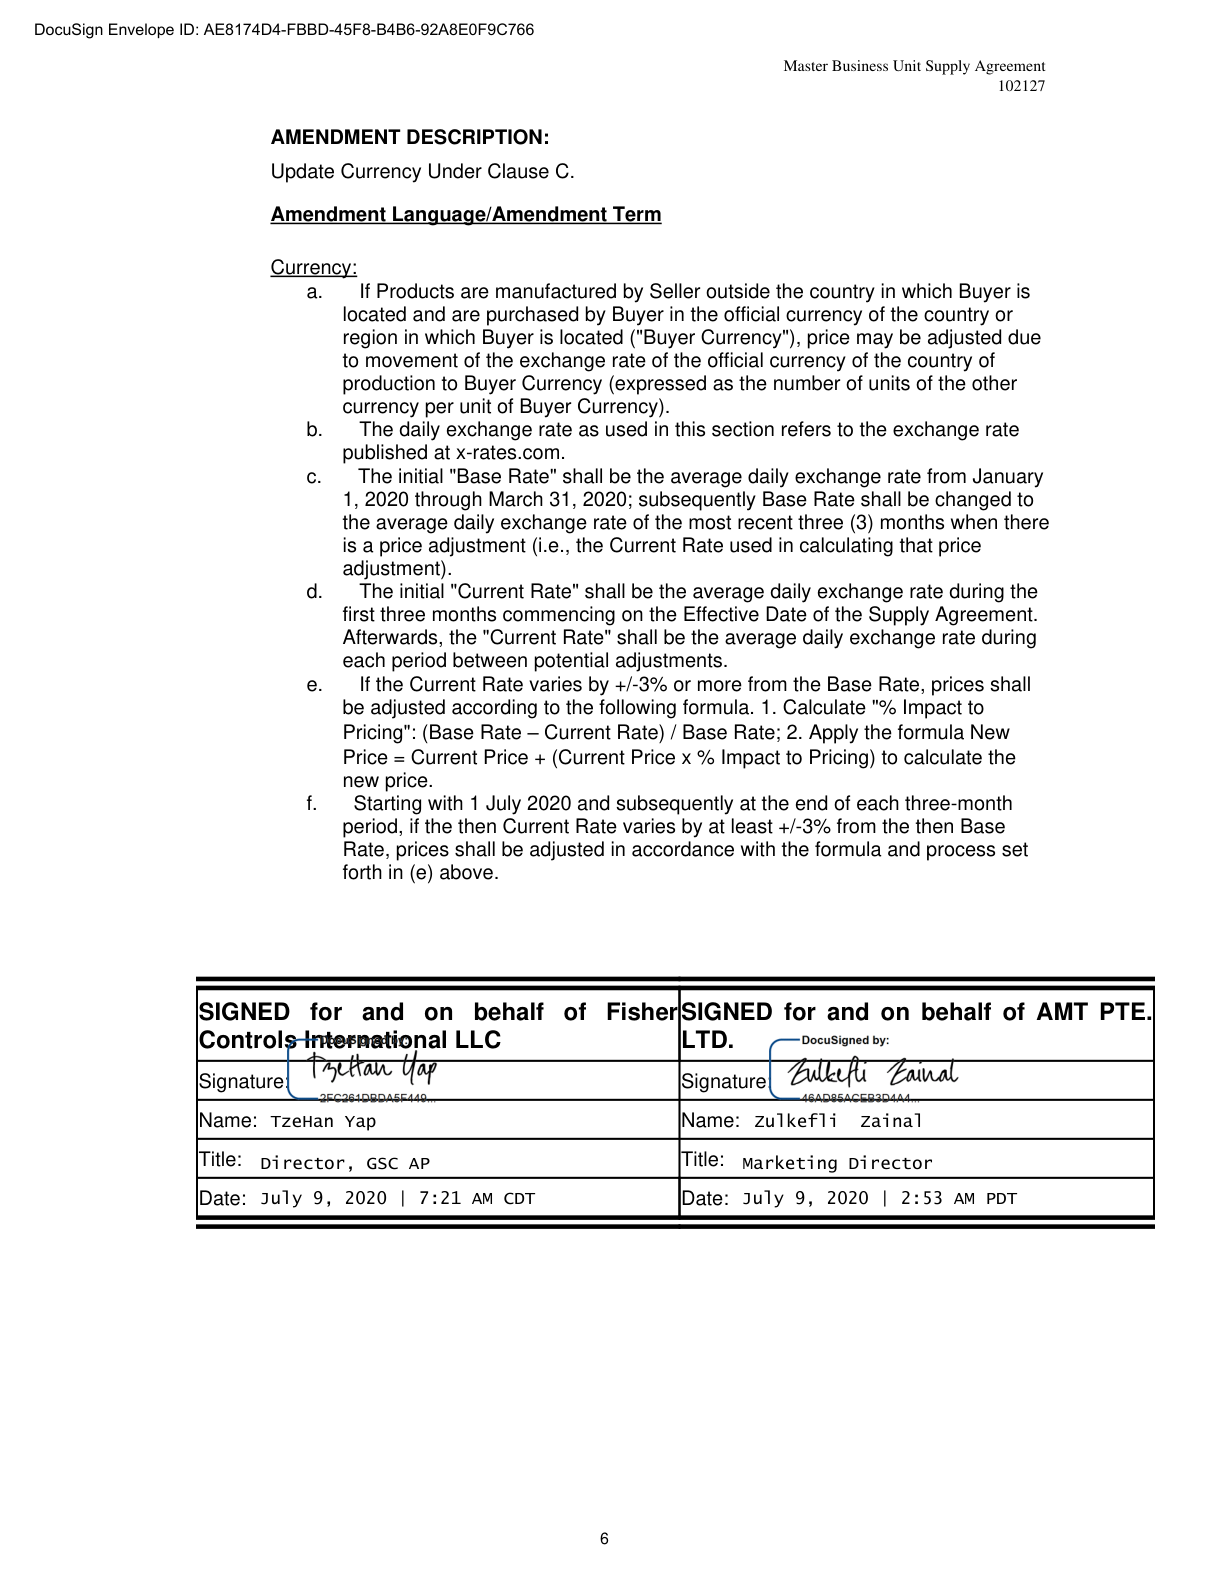 DocuSign Envelope ID: AE8174D4-FBBD-45F8-B4B6-92A8E0F9C766
Master Business Unit Supply Agreement
102127
AMENDMENT DESCRIPTION:
Update Currency Under Clause C.
Amendment Language/Amendment Term
Currency:
a. If Products are manufactured by Seller outside the country in which Buyer is
located and are purchased by Buyer in the official currency of the country or
region in which Buyer is located ("Buyer Currency"), price may be adjusted due
to movement of the exchange rate of the official currency of the country of
production to Buyer Currency (expressed as the number of units of the other
currency per unit of Buyer Currency).
b. The daily exchange rate as used in this section refers to the exchange rate
published at x-rates.com.
c. The initial "Base Rate" shall be the average daily exchange rate from January
1, 2020 through March 31, 2020; subsequently Base Rate shall be changed to
the average daily exchange rate of the most recent three (3) months when there
is a price adjustment (i.e., the Current Rate used in calculating that price
adjustment).
d. The initial "Current Rate" shall be the average daily exchange rate during the
first three months commencing on the Effective Date of the Supply Agreement.
Afterwards, the "Current Rate" shall be the average daily exchange rate during
each period between potential adjustments.
e. If the Current Rate varies by +/-3% or more from the Base Rate, prices shall
be adjusted according to the following formula. 1. Calculate "% Impact to
Pricing": (Base Rate – Current Rate) / Base Rate; 2. Apply the formula New
Price = Current Price + (Current Price x % Impact to Pricing) to calculate the
new price.
f. Starting with 1 July 2020 and subsequently at the end of each three-month
period, if the then Current Rate varies by at least +/-3% from the then Base
Rate, prices shall be adjusted in accordance with the formula and process set
forth in (e) above.
SIGNED for and on behalf of Fisher
Controls International LLC
DocuSigned by:
Signature: TzeHan Yap
2FC261DBDA5F449...
Name: TzeHan Yap
Title: Director, GSC AP
Date: July 9, 2020 | 7:21 AM CDT
SIGNED for and on behalf of AMT PTE.
LTD.
DocuSigned by:
Signature: Zulkefli Zainal
46AD85ACEB3D4A4...
Name: Zulkefli Zainal
Title: Marketing Director
Date: July 9, 2020 | 2:53 AM PDT
6